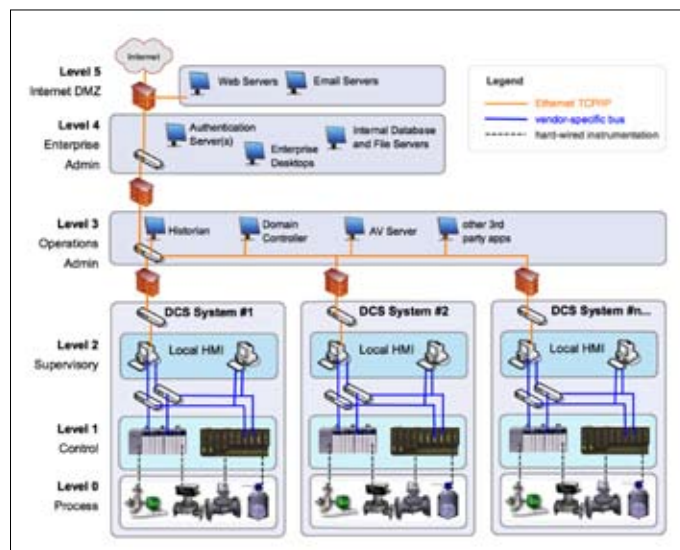 Internet
Level 5
Internet DMZ
Web Servers
Email Servers
Legend
Ethernet TCP/IP
vendor-specific bus
hard-wired instrumentation
Level 4
Enterprise
Admin
Authentication
Server(s)
Enterprise
Desktops
Internal Database
and File Servers
Level 3
Operations
Admin
Historian
Domain
Controller
AV Server
other 3rd
party apps
DCS System #1
DCS System #2
DCS System #n...
Level 2
Supervisory
Local HMI
Local HMI
Local HMI
Level 1
Control
Level 0
Process